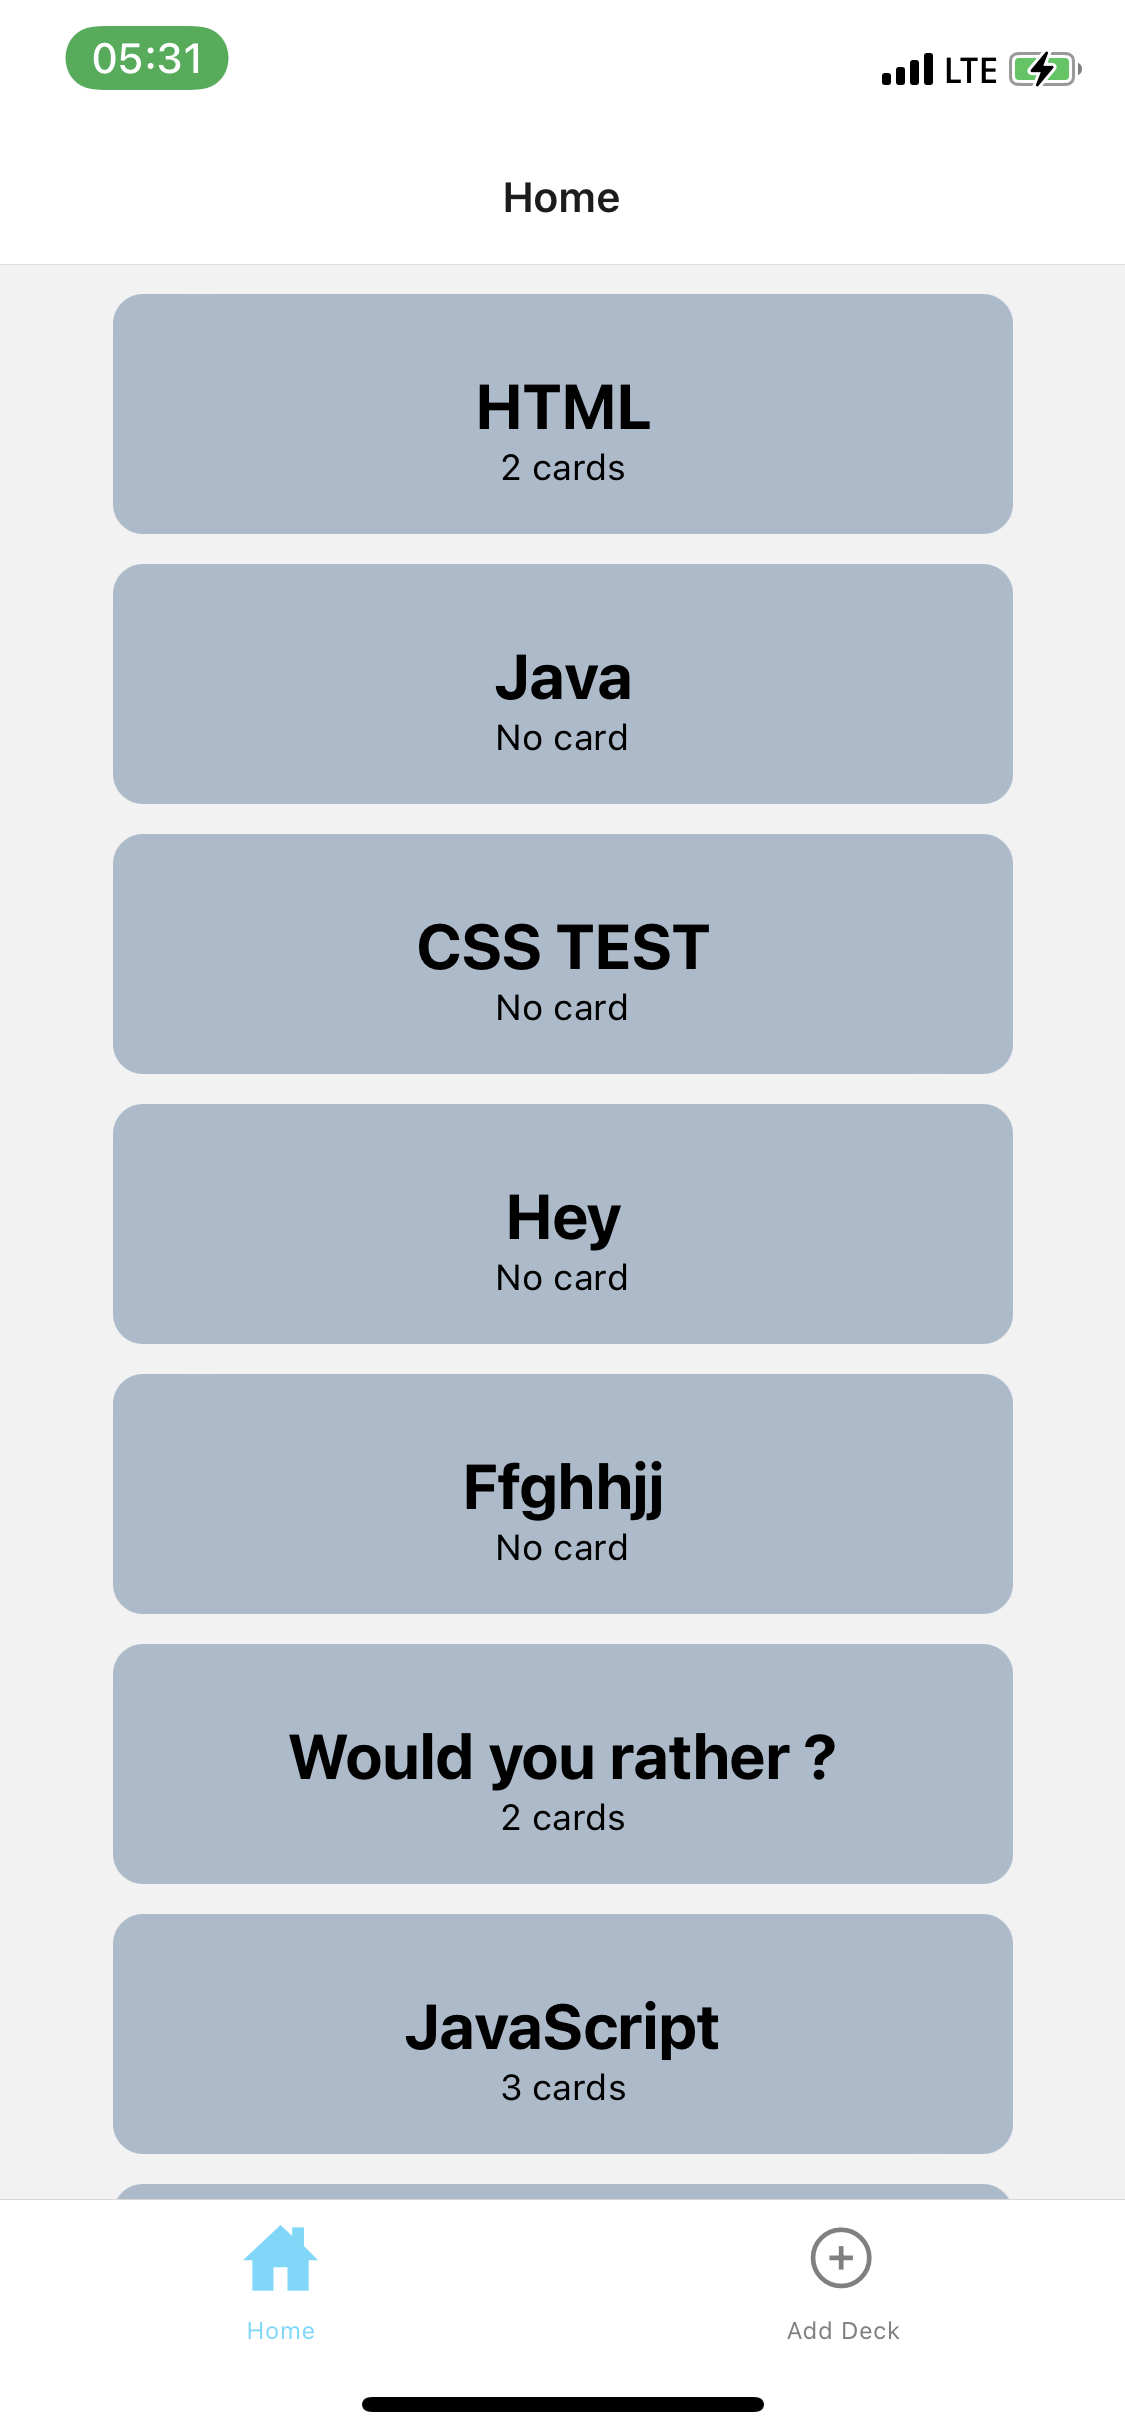 05:31
LTE
Home
HTML
2 cards
Java
No card
CSS TEST
No card
Hey
No card
Ffghhjj
No card
Would you rather ?
2 cards
JavaScript
3 cards
Home
Add Deck